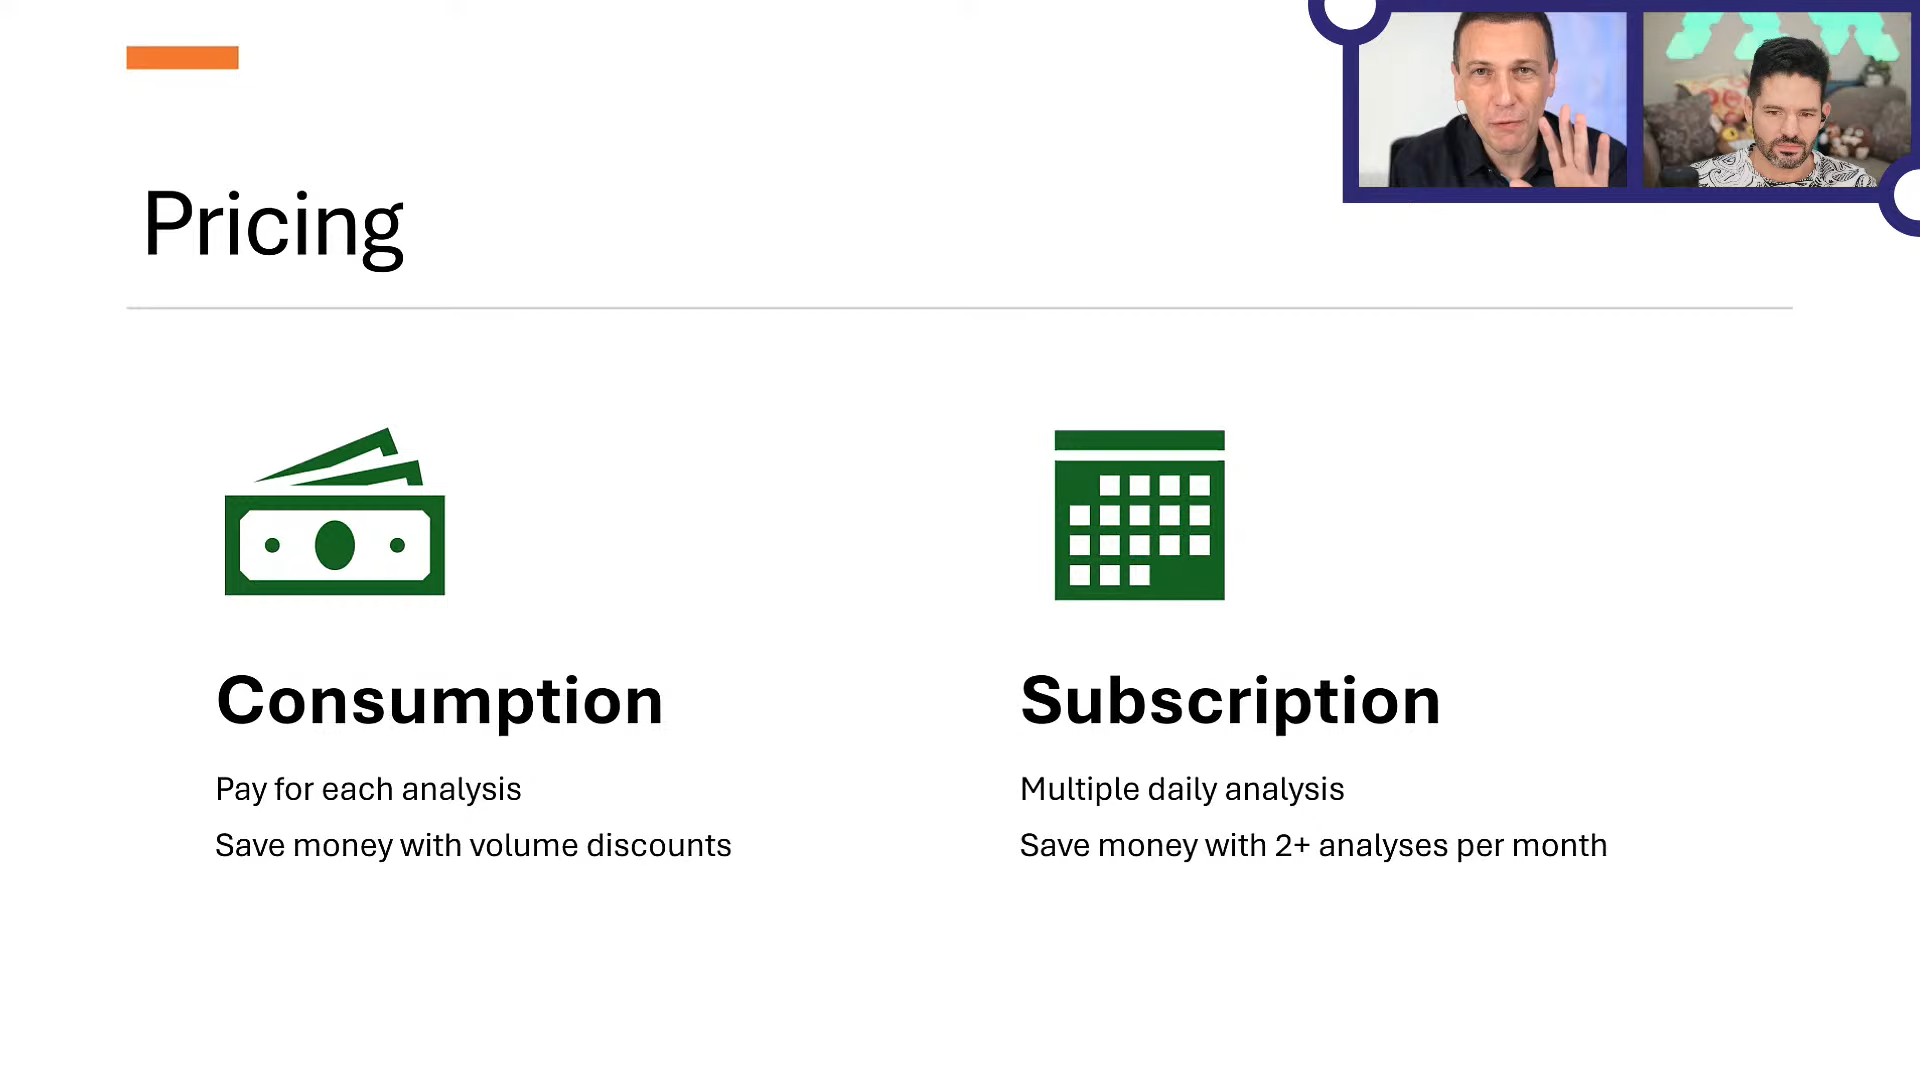 Pricing
Consumption
Pay for each analysis
Save money with volume discounts
Subscription
Multiple daily analysis
Save money with 2+ analyses per month